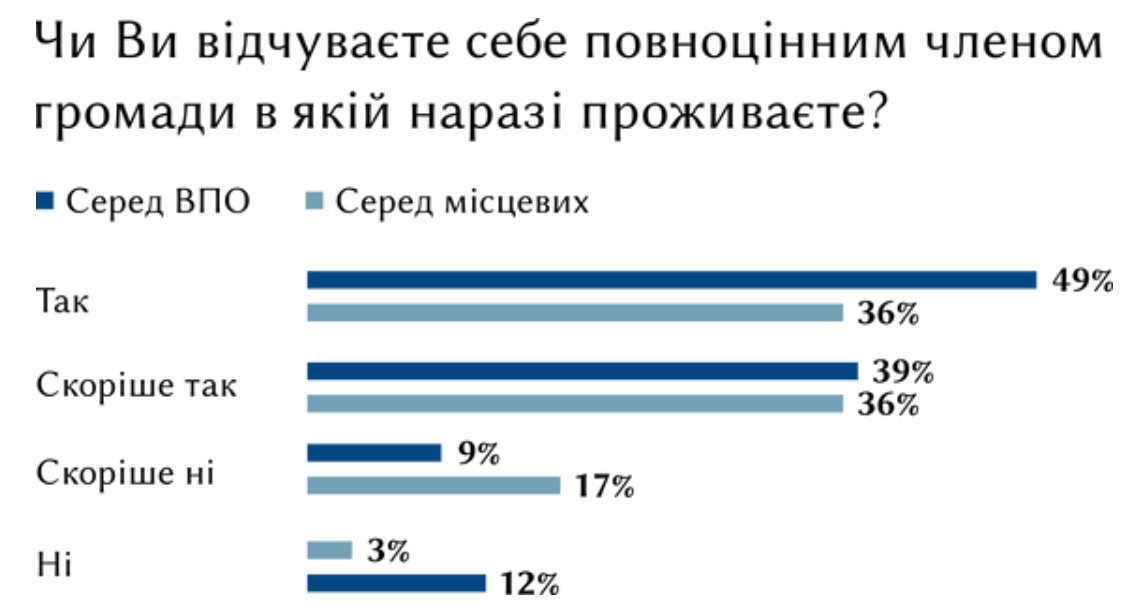 Чи Ви відчуваєте себе повноцінним членом
громади в якій наразі проживаєте?
Серед ВПО Серед місцевих
49%
Так
36%
39%
Скоріше так
36%
9%
Скоріше ні
17%
3%
Ні
12%